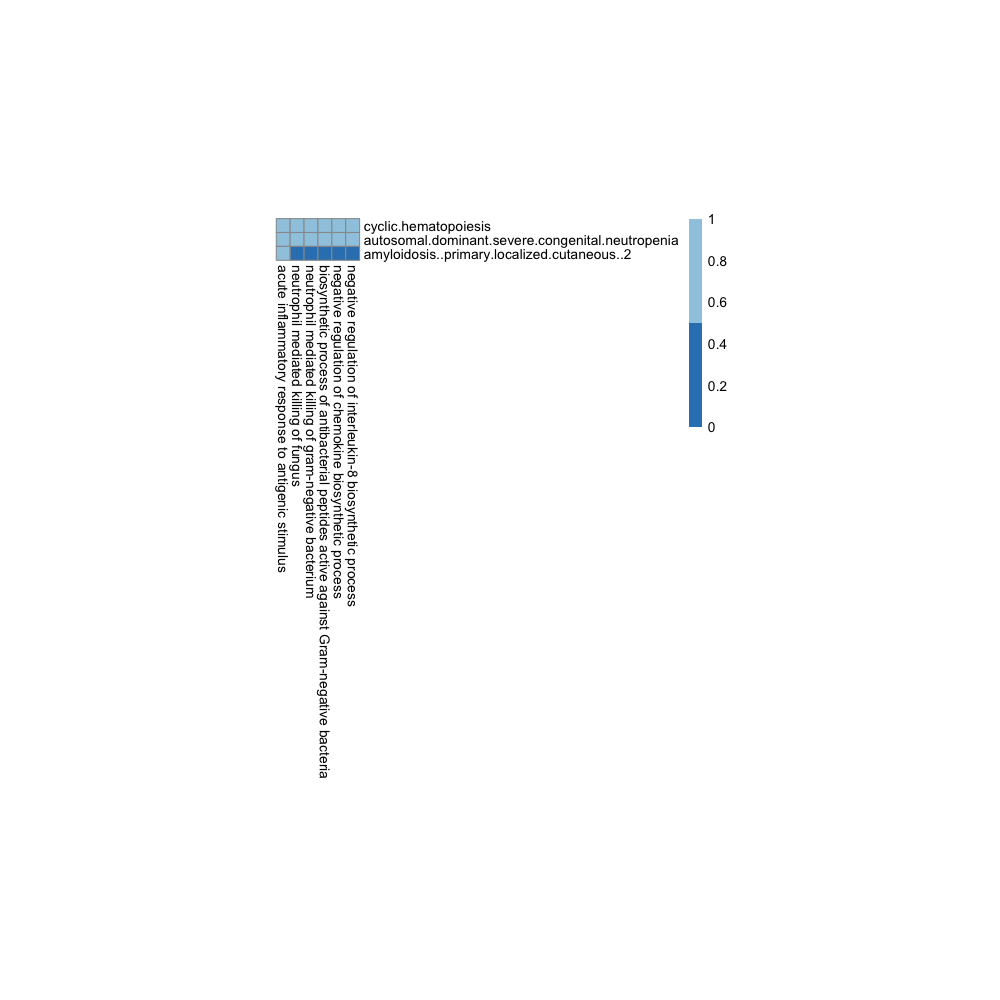 cyclic.hematopoiesis
autosomal.dominant.severe.congenital.neutropenia
amyloidosis..primary.localized.cutaneous..2
acute inflammatory response to antigenic stimulus
neutrophil mediated killing of fungus
neutrophil mediated killing of gram-negative bacterium
biosynthetic process of antibacterial peptides active against Gram-negative bacteria
negative regulation of chemokine biosynthetic process
negative regulation of interleukin-8 biosynthetic process
1
0.8
0.6
0.4
0.2
0